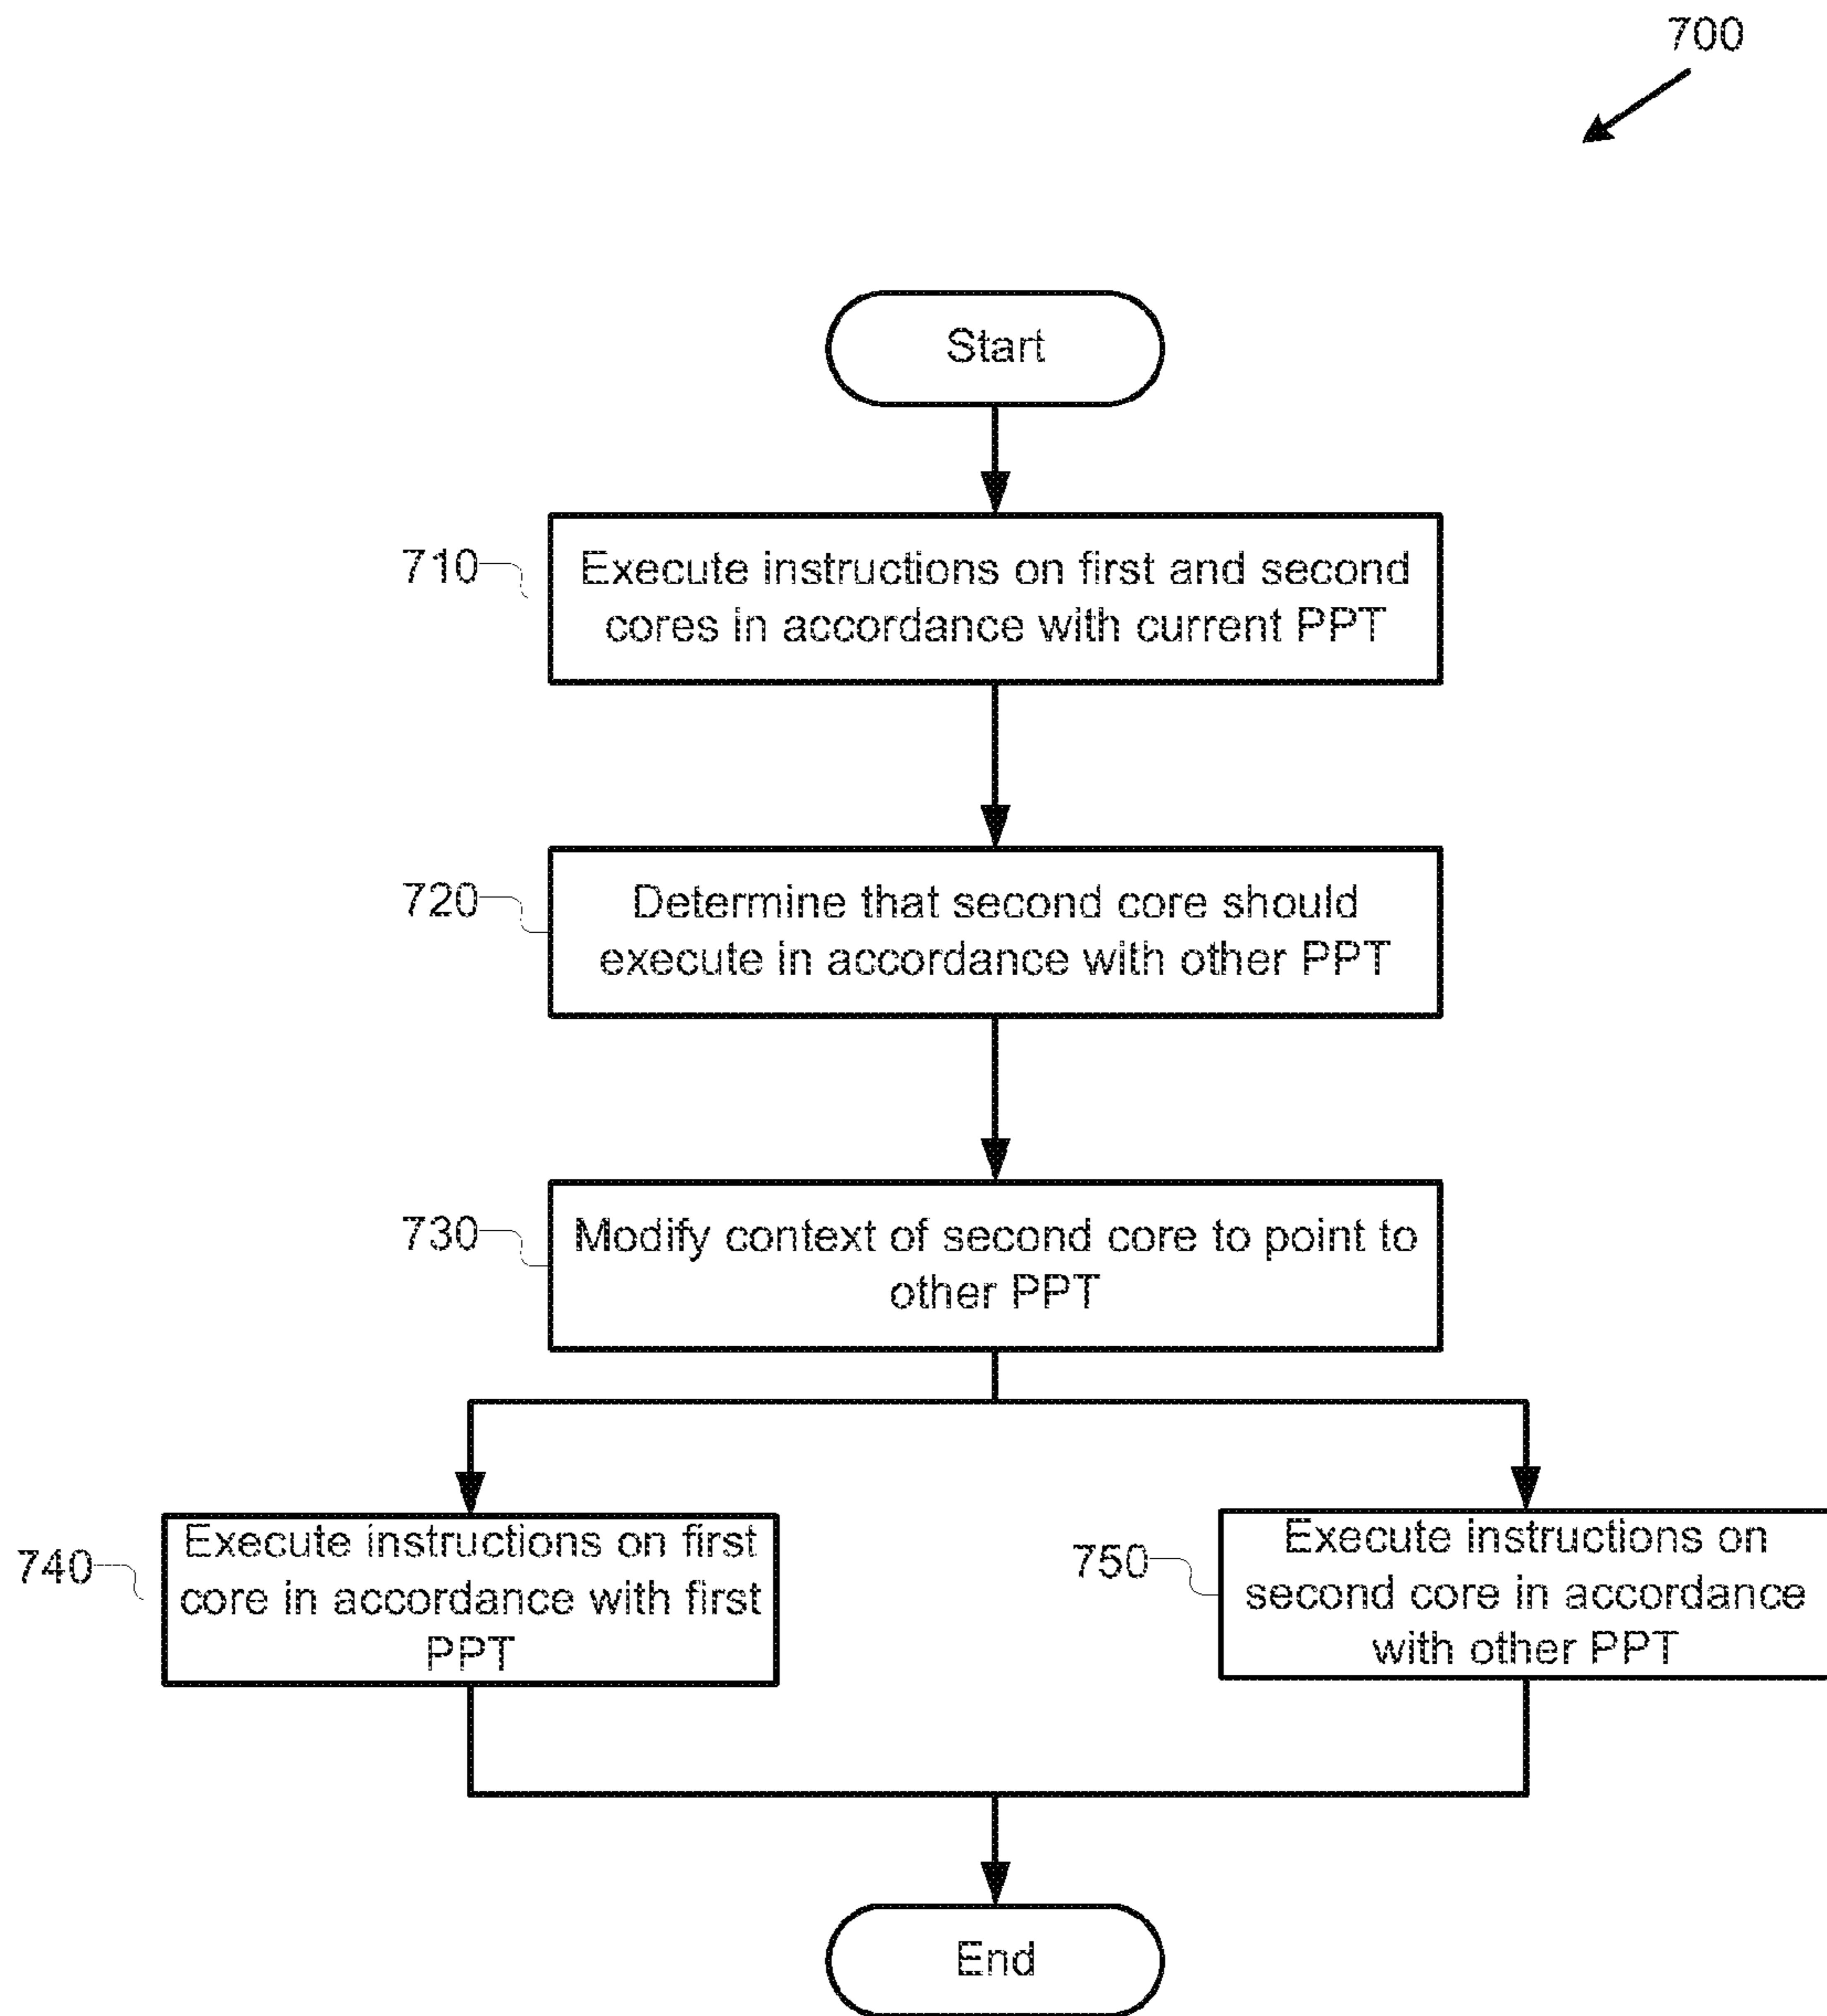 700
Start
710
Execute instructions on first and second
cores in accordance with current PPT
720
Determine that second core should
execute in accordance with other PPT
730
Modify context of second core to point to
other PPT
740
Execute instructions on first
core in accordance with first
PPT
750
Execute instructions on
second core in accordance
with other PPT
End